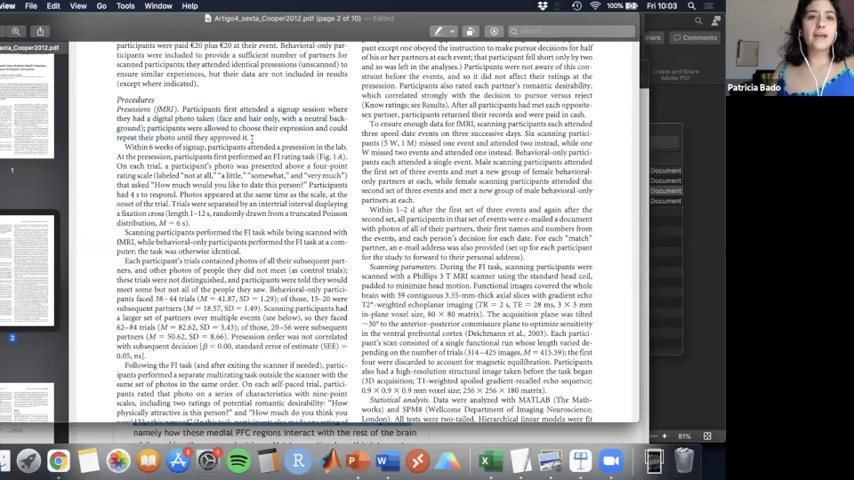 View File Edit View Go Tools Window Help
100% Fri 10:03
Artigo4_sexta_Cooper2012.pdf (page 2 of 10) — Edited
Search
sexta_Cooper2012.pdf
Share
Comments
Create and Share
Adobe
Document
Document
Document
Document
81%
1
2
participants were paid €20 plus €20 at their event. Behavioral-only par-
ticipants were included to provide a sufficient number of partners for
scanned participants; they attended identical presessions (unscanned) to
ensure similar experiences, but their data are not included in results
(except where indicated).
Procedures
Presessions (fMRI). Participants first attended a signup session where
they had a digital photo taken (face and hair only, with a neutral back-
ground); participants were allowed to choose their expression and could
repeat their photo until they approved it.
Within 6 weeks of signup, participants attended a presession in the lab.
At the presession, participants first performed an FI rating task (Fig. 1A).
On each trial, a participant's photo was presented above a four-point
rating scale (labeled "not at all," "a little," "somewhat," and "very much")
that asked "How much would you like to date this person?" Participants
had 4 s to respond. Photos appeared at the same time as the scale, at the
onset of the trial. Trials were separated by an intertrial interval displaying
a fixation cross (length 1–12 s, randomly drawn from a truncated Poisson
distribution, M = 6 s).
Scanning participants performed the FI task while being scanned with
fMRI, while behavioral-only participants performed the FI task at a com-
puter; the task was otherwise identical.
Each participant's trials contained photos of all their subsequent part-
ners, and other photos of people they did not meet (as control trials);
these trials were not distinguished, and participants were told they would
meet some but not all of the people they saw. Behavioral-only partici-
pants faced 38–44 trials (M = 41.87, SD = 1.29); of those, 15–20 were
subsequent partners (M = 18.57, SD = 1.49). Scanning participants had
a larger set of partners over multiple events (see below), so they faced
62–84 trials (M = 82.62, SD = 3.43); of those, 20–56 were subsequent
partners (M = 50.62, SD = 8.66). Presession order was not correlated
with subsequent decision [β = 0.00, standard error of estimate (SEE) =
0.05, ns].
Following the FI task (and after exiting the scanner if needed), partic-
ipants performed a separate multirating task outside the scanner with the
same set of photos in the same order. On each self-paced trial, partici-
pants rated that photo on a series of characteristics with nine-point
scales, including two ratings of potential romantic desirability: "How
physically attractive is this person?" and "How much do you think you
pant except one obeyed the instruction to make pursue decisions for half
of his or her partners at each event; that participant fell short only by two
and so was left in the analyses.) Participants were not aware of this con-
straint before the events, and so it did not affect their ratings at the
presession. Participants also rated each partner's romantic desirability,
which correlated strongly with the decision to pursue versus reject
(Know ratings; see Results). After all participants had met each opposite-
sex partner, participants returned their records and were paid in cash.
To ensure enough data for fMRI, scanning participants each attended
three speed-date events on three successive days. Six scanning partici-
pants (5 W, 1 M) missed one event and attended two instead, while one
W missed two events and attended one instead. Behavioral-only partici-
pants each attended a single event. Male scanning participants attended
the first set of three events and met a new group of female behavioral-
only partners at each, while female scanning participants attended the
second set of three events and met a new group of male behavioral-only
partners at each.
Within 1–2 d after the first set of three events and again after the
second set, all participants in that set of events were e-mailed a document
with photos of all of their partners, their first names and numbers from
the events, and each person's decision for each date. For each "match"
partner, an e-mail address was also provided (set up for each participant
for the study to forward to their personal address).
Scanning parameters. During the FI task, scanning participants were
scanned with a Phillips 3 T MRI scanner using the standard head coil,
padded to minimize head motion. Functional images covered the whole
brain with 39 contiguous 3.55-mm-thick axial slices with gradient echo
T2*-weighted echoplanar imaging (TR = 2 s, TE = 28 ms, 3 × 3 mm
in-plane voxel size, 80 × 80 matrix). The acquisition plane was tilted
~30° to the anterior-posterior commissure plane to optimize sensitivity
in the ventral prefrontal cortex (Deichmann et al., 2003). Each partici-
pant's scan consisted of a single functional run whose length varied de-
pending on the number of trials (314–425 images, M = 415.59); the first
four were discarded to account for magnetic equilibration. Participants
also had a high-resolution structural image taken before the task began
(3D acquisition; T1-weighted spoiled gradient-recalled echo sequence;
0.9 × 0.9 × 0.9 mm voxel size; 256 × 256 × 180 matrix).
Statistical analysis. Data were analyzed with MATLAB (The Math-
works) and SPM8 (Wellcome Department of Imaging Neuroscience;
London). All tests were two-tailed. Hierarchical linear models were fit
namely how these medial PFC regions interact with the rest of the brain
Patricia Bado